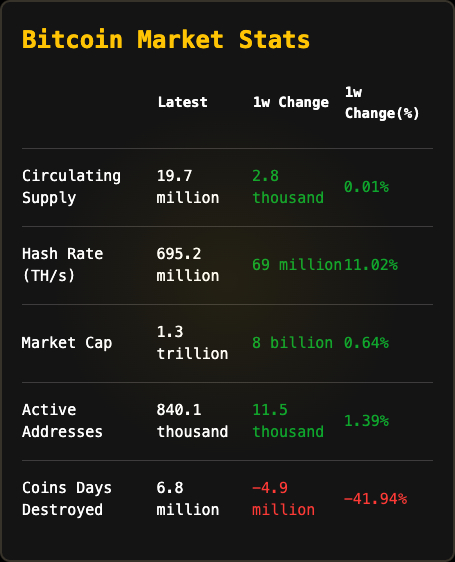 Bitcoin Market Stats
Latest 1w Change 1w
Change(%)
Circulating 19.7 2.8 0.01%
Supply million thousand
Hash Rate 695.2 69 million 11.02%
(TH/s) million
Market Cap 1.3 8 billion 0.64%
trillion
Active 840.1 11.5 1.39%
Addresses thousand thousand
Coins Days 6.8 −4.9 −41.94%
Destroyed million million